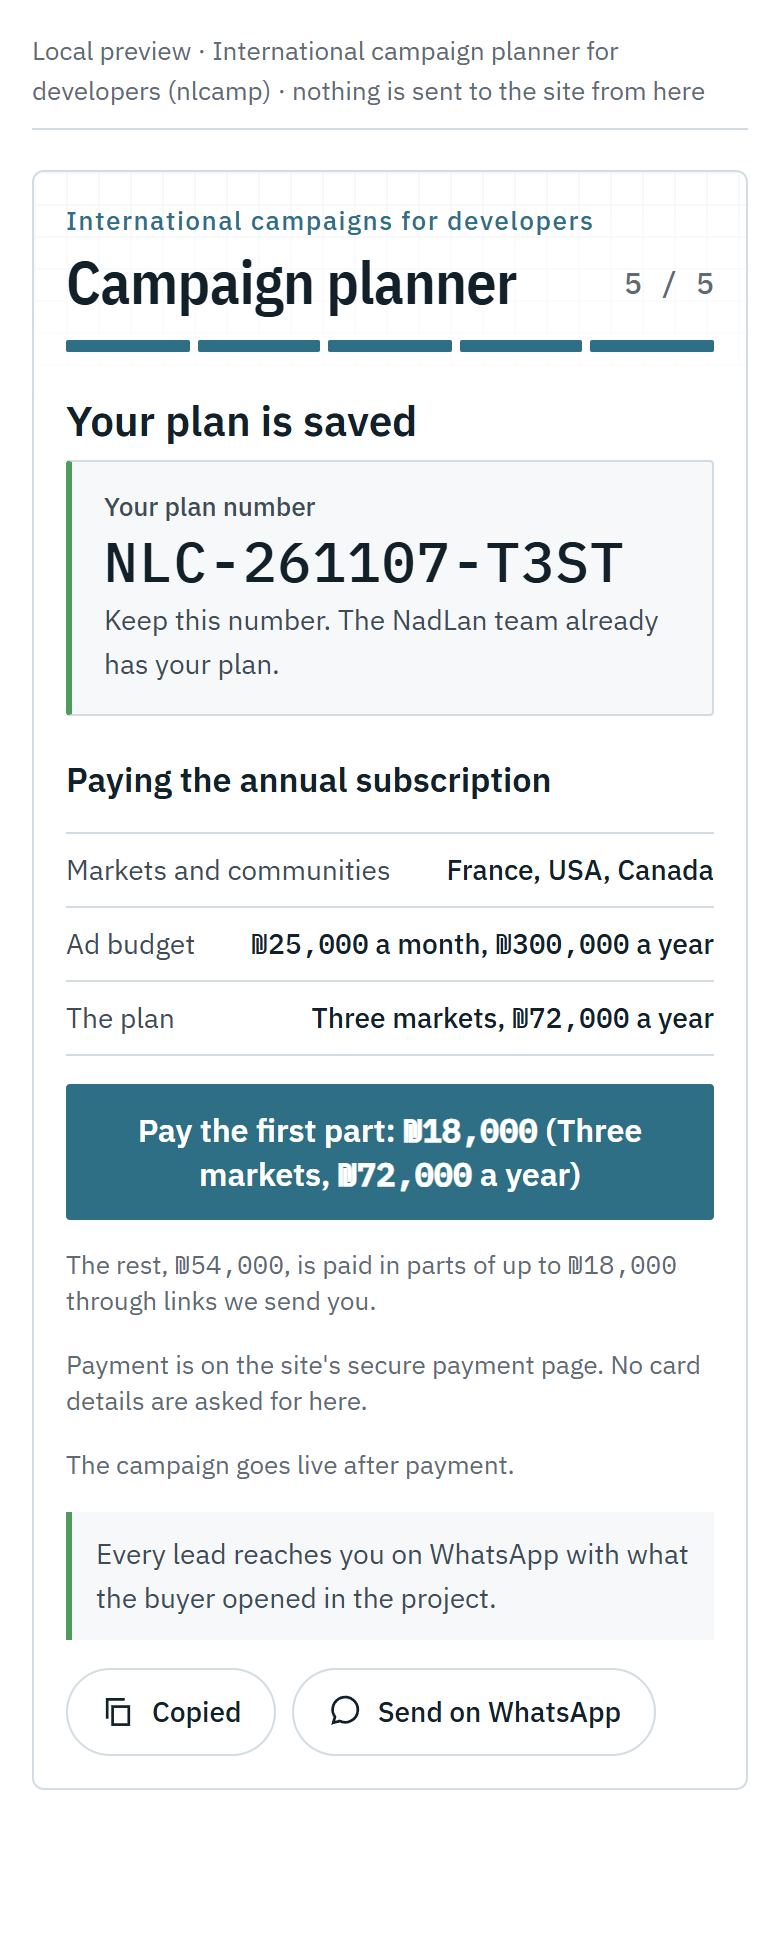 Local preview · International campaign planner for
developers (nlcamp) · nothing is sent to the site from here
International campaigns for developers
Campaign planner
5 / 5
Your plan is saved
Your plan number
NLC-261107-T3ST
Keep this number. The NadLan team already
has your plan.
Paying the annual subscription
Markets and communities France, USA, Canada
Ad budget ₪25,000 a month, ₪300,000 a year
The plan Three markets, ₪72,000 a year
Pay the first part: ₪18,000 (Three
markets, ₪72,000 a year)
The rest, ₪54,000, is paid in parts of up to ₪18,000
through links we send you.
Payment is on the site's secure payment page. No card
details are asked for here.
The campaign goes live after payment.
Every lead reaches you on WhatsApp with what
the buyer opened in the project.
Copied
Send on WhatsApp